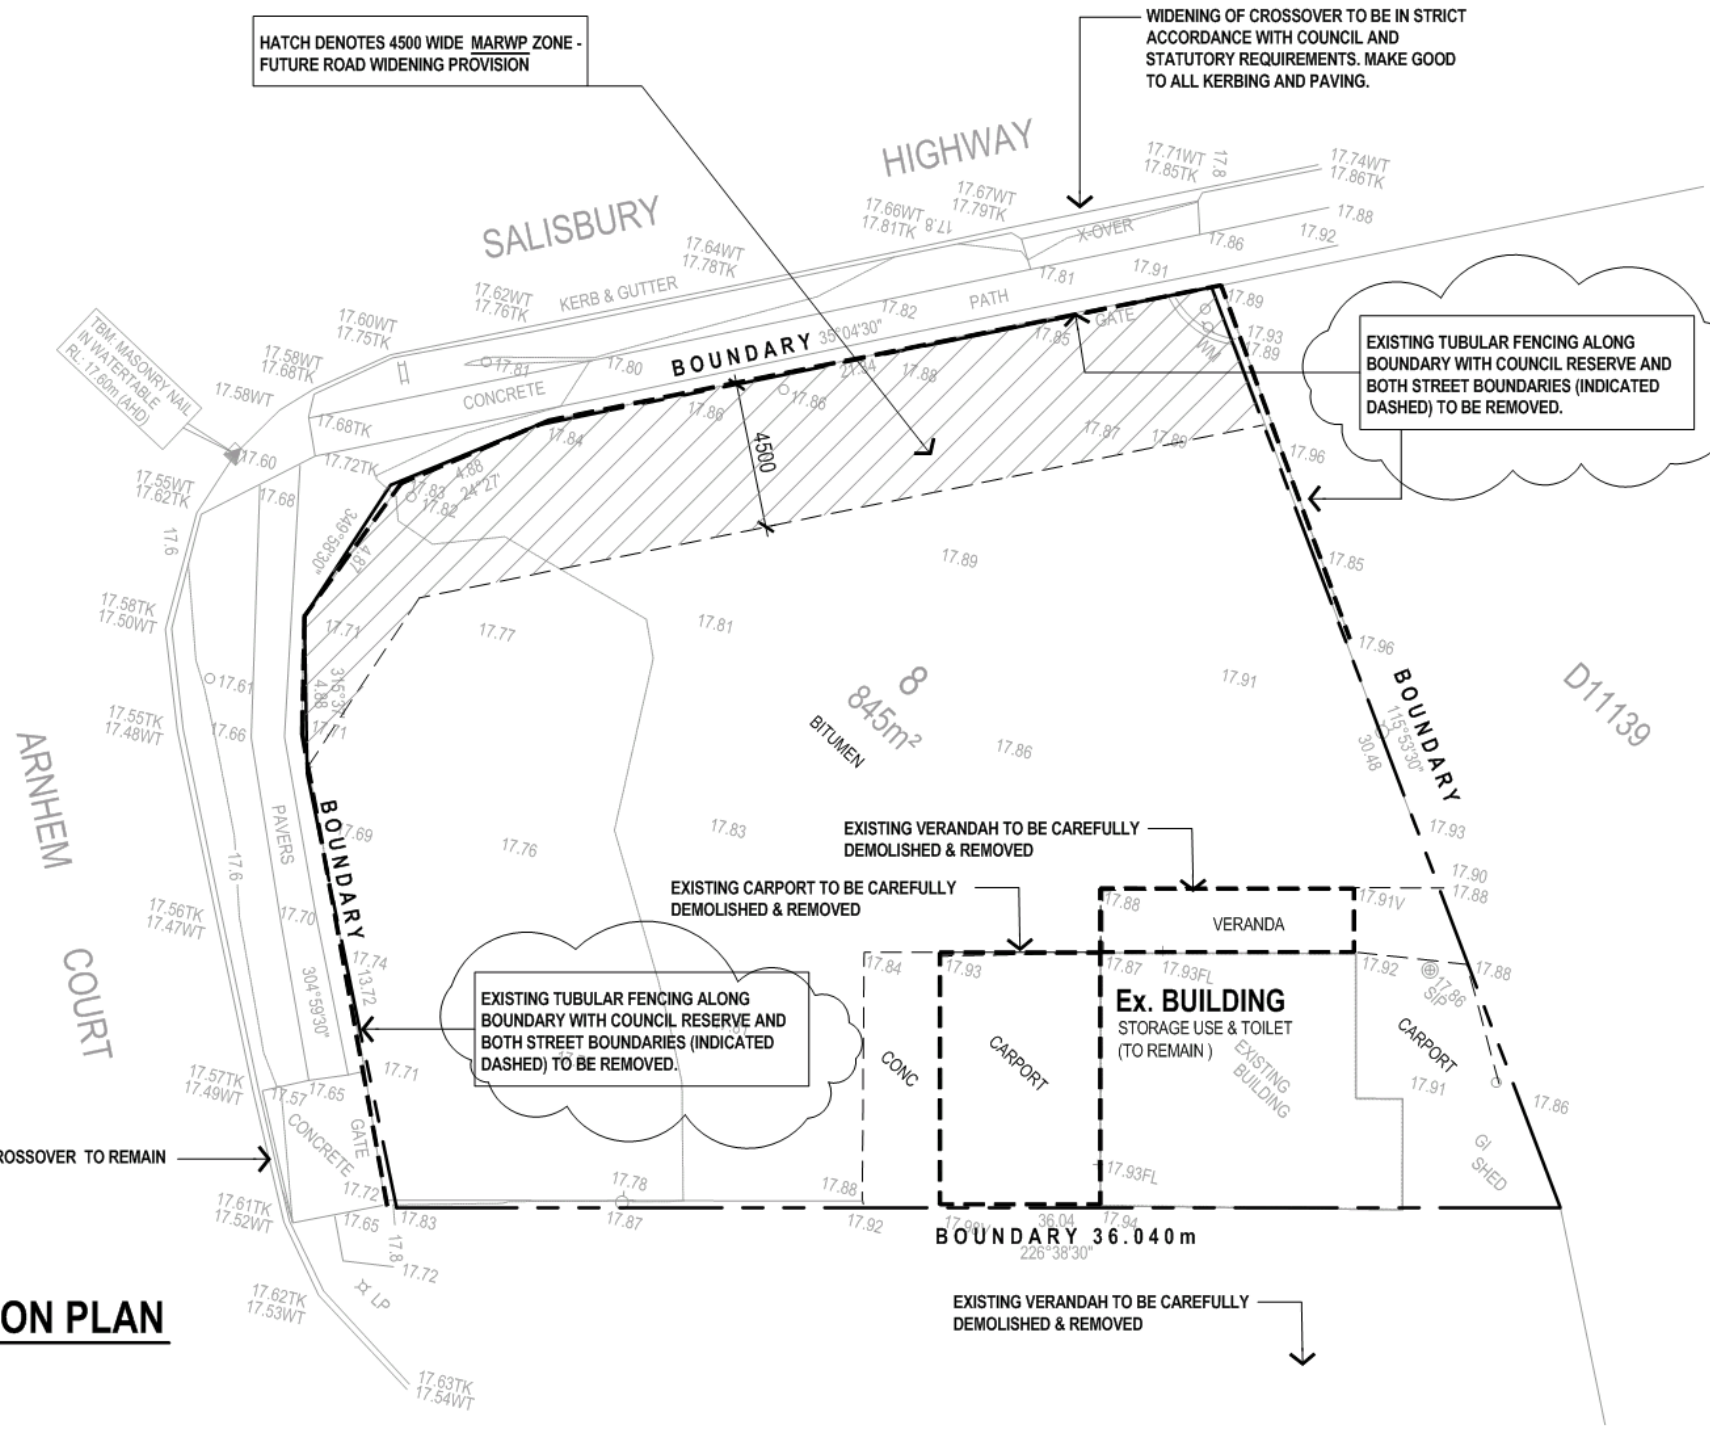 HATCH DENOTES 4500 WIDE MARWP ZONE -
FUTURE ROAD WIDENING PROVISION
WIDENING OF CROSSOVER TO BE IN STRICT
ACCORDANCE WITH COUNCIL AND
STATUTORY REQUIREMENTS. MAKE GOOD
TO ALL KERBING AND PAVING.
SALISBURY
HIGHWAY
17.71WT
17.85TK
17.8
17.74WT
17.86TK
17.67WT
17.79TK
17.66WT
17.81TK
17.8
17.64WT
17.78TK
17.62WT
17.76TK
KERB & GUTTER
X-OVER
17.88
17.92
17.86
17.60WT
17.75TK
17.58WT
17.68TK
17.58WT
TBM: MASONRY NAIL
IN WATERTABLE
RL: 17.60m (AHD)
17.81
17.80
17.82
PATH
17.81
17.91
17.89
17.93
17.89
WM
GATE
17.85
BOUNDARY
35°04'30"
21.34
17.88
CONCRETE
17.68TK
17.72TK
17.60
17.84
17.86
17.86
17.87
17.89
17.96
EXISTING TUBULAR FENCING ALONG
BOUNDARY WITH COUNCIL RESERVE AND
BOTH STREET BOUNDARIES (INDICATED
DASHED) TO BE REMOVED.
4500
4.88
24°27'
17.83
17.82
17.55WT
17.62TK
17.68
17.6
349°58'30"
4.87
17.89
17.85
17.58TK
17.50WT
17.71
17.77
17.81
17.96
17.91
8
845m²
BITUMEN
17.86
D11139
BOUNDARY
115°53'30"
30.48
17.61
315°37'
4.88
17.71
17.66
17.55TK
17.48WT
ARNHEM
COURT
PAVERS
17.6
BOUNDARY
17.69
17.76
17.83
17.93
17.90
17.88
EXISTING VERANDAH TO BE CAREFULLY
DEMOLISHED & REMOVED
EXISTING CARPORT TO BE CAREFULLY
DEMOLISHED & REMOVED
17.88
VERANDA
17.91V
17.56TK
17.47WT
17.70
17.74
13.72
304°59'30"
17.84
17.93
17.87
17.93FL
17.92
17.88
17.86
SIP
EXISTING TUBULAR FENCING ALONG
BOUNDARY WITH COUNCIL RESERVE AND
BOTH STREET BOUNDARIES (INDICATED
DASHED) TO BE REMOVED.
CONC
CARPORT
Ex. BUILDING
STORAGE USE & TOILET
(TO REMAIN )
EXISTING
BUILDING
CARPORT
17.91
17.86
GI
SHED
17.71
17.57TK
17.49WT
17.57
17.65
CONCRETE
GATE
ROSSOVER TO REMAIN
17.72
17.65
17.83
17.78
17.87
17.88
17.92
17.93FL
17.98V
36.04
17.94
BOUNDARY 36.040m
226°38'30"
17.61TK
17.52WT
17.8
17.72
LP
17.62TK
17.53WT
ON PLAN
EXISTING VERANDAH TO BE CAREFULLY
DEMOLISHED & REMOVED
17.63TK
17.54WT